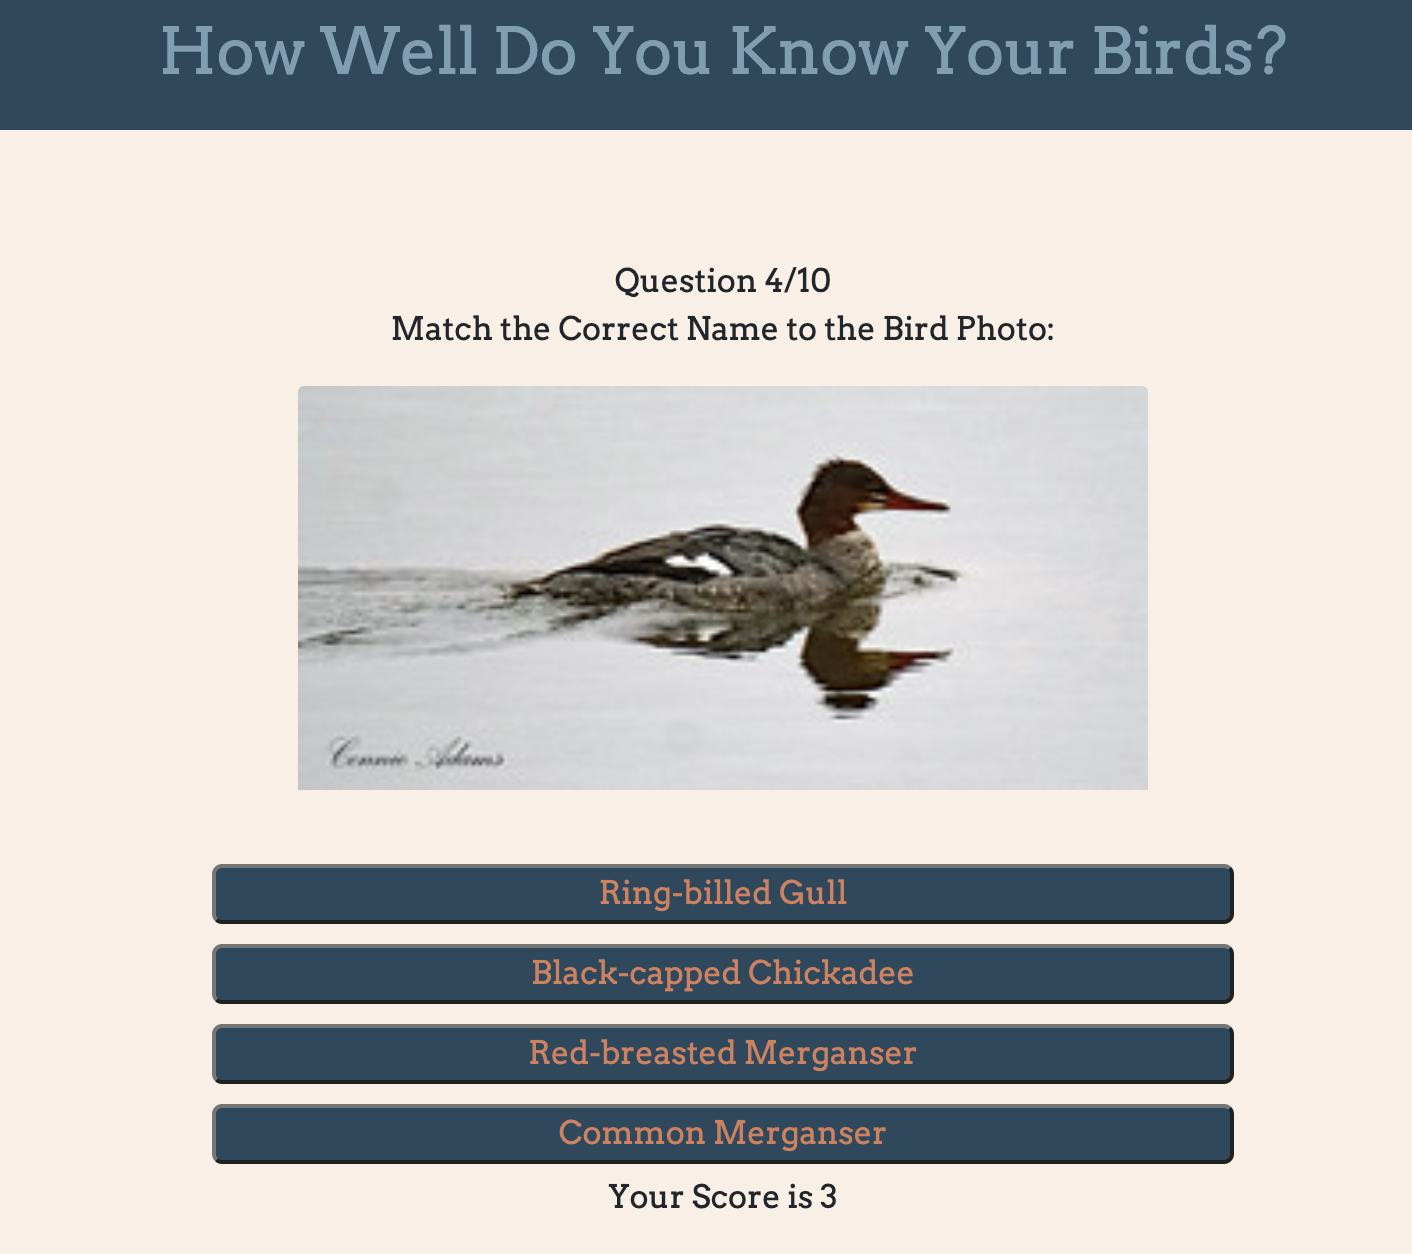 How Well Do You Know Your Birds?
Question 4/10
Match the Correct Name to the Bird Photo:
Connie Adams
Ring-billed Gull
Black-capped Chickadee
Red-breasted Merganser
Common Merganser
Your Score is 3